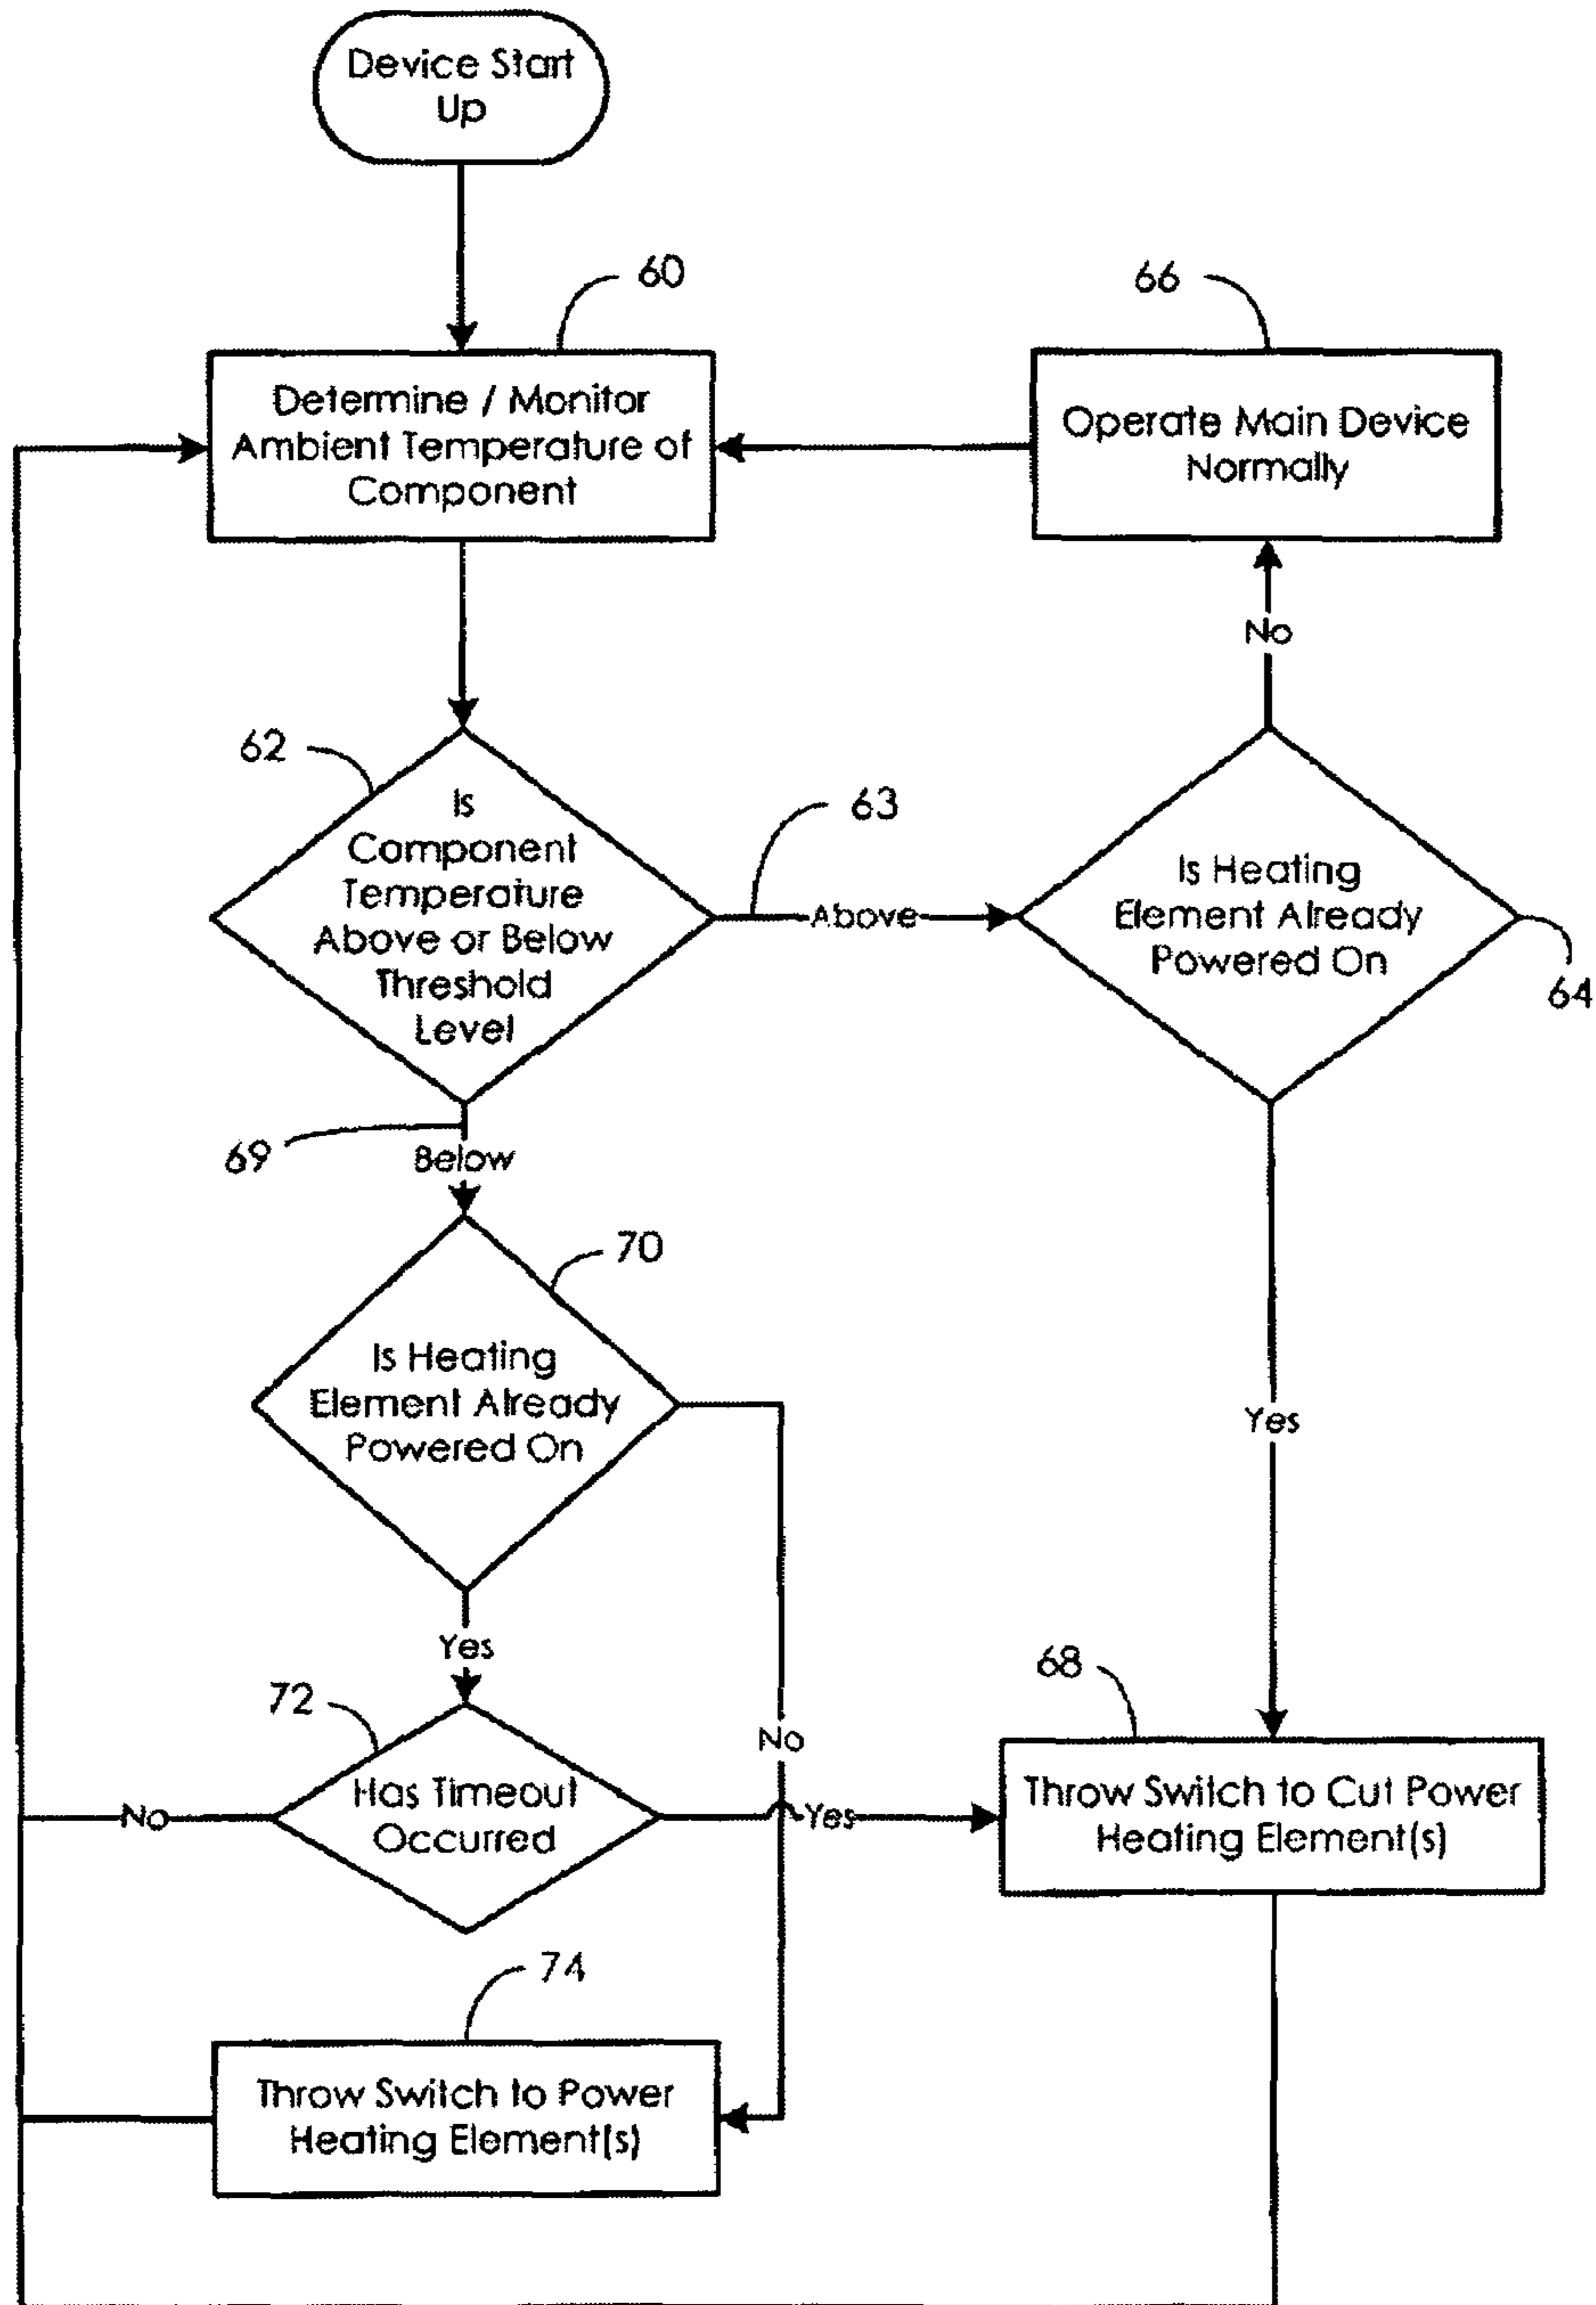 Device Start
Up
60
66
Determine / Monitor
Ambient Temperature of
Component
Operate Main Device
Normally
No
62
Is
Component
Temperature
Above or Below
Threshold
Level
63
Above
Is Heating
Element Already
Powered On
64
69
Below
70
Is Heating
Element Already
Powered On
Yes
Yes
72
No
68
Has Timeout
Occurred
No
Yes
Throw Switch to Cut Power
Heating Element(s)
74
Throw Switch to Power
Heating Element(s)